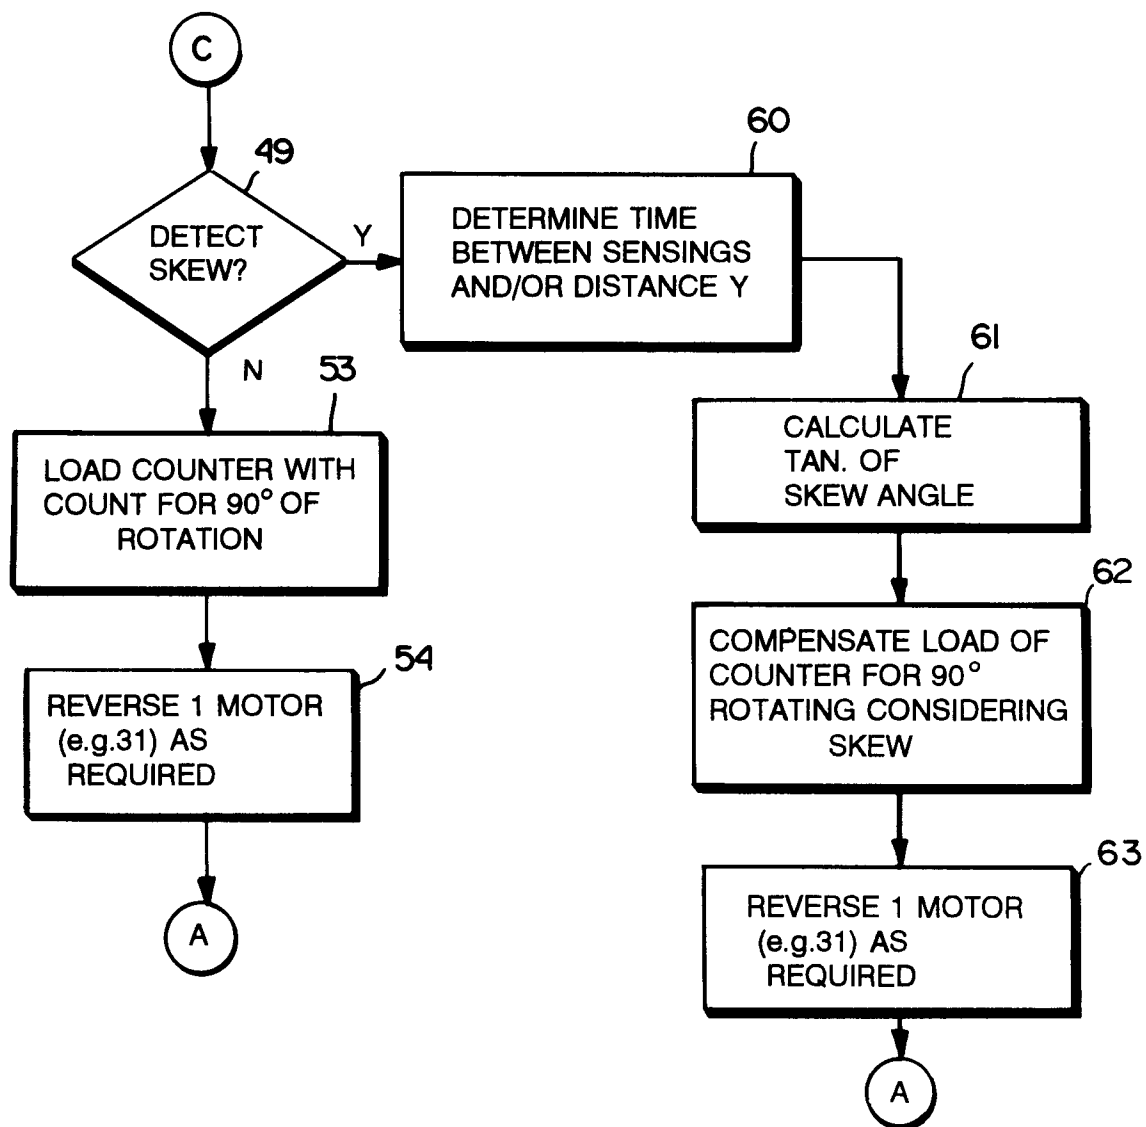 C
49
DETECT
SKEW?
Y
N
60
DETERMINE TIME
BETWEEN SENSINGS
AND/OR DISTANCE Y
53
LOAD COUNTER WITH
COUNT FOR 90° OF
ROTATION
54
REVERSE 1 MOTOR
(e.g.31) AS
REQUIRED
A
61
CALCULATE
TAN. OF
SKEW ANGLE
62
COMPENSATE LOAD OF
COUNTER FOR 90°
ROTATING CONSIDERING
SKEW
63
REVERSE 1 MOTOR
(e.g.31) AS
REQUIRED
A